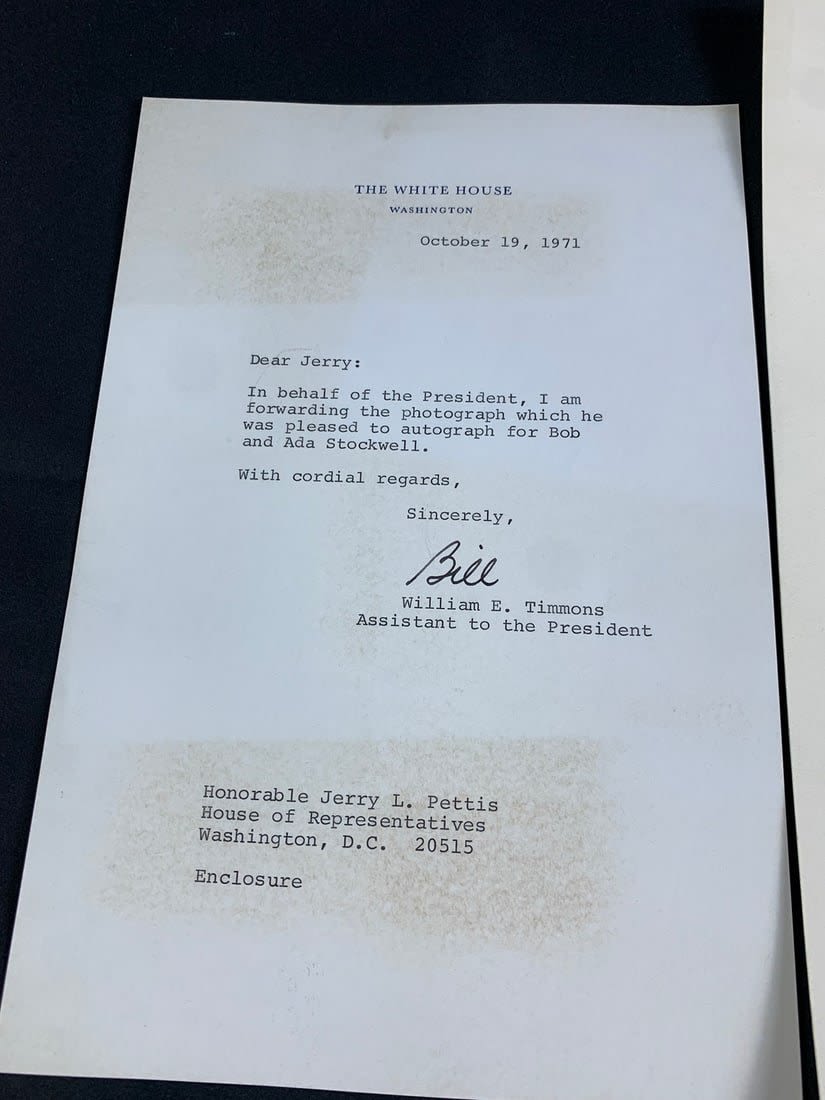 THE WHITE HOUSE
WASHINGTON
October 19, 1971
Dear Jerry:
In behalf of the President, I am
forwarding the photograph which he
was pleased to autograph for Bob
and Ada Stockwell.
With cordial regards,
Sincerely,
Bill
William E. Timmons
Assistant to the President
Honorable Jerry L. Pettis
House of Representatives
Washington, D.C. 20515
Enclosure